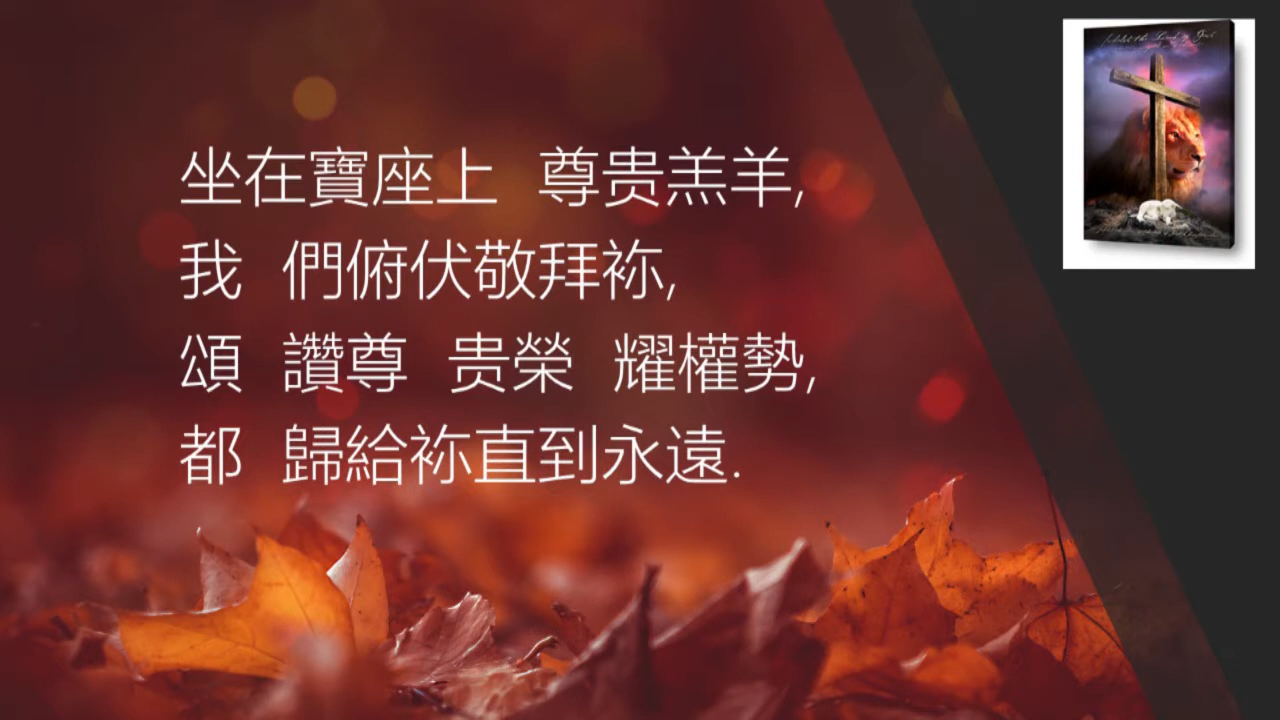 坐在寶座上 尊贵羔羊,
我 們俯伏敬拜祢,
頌 讚尊 贵榮 耀權勢,
都 歸給祢直到永遠.